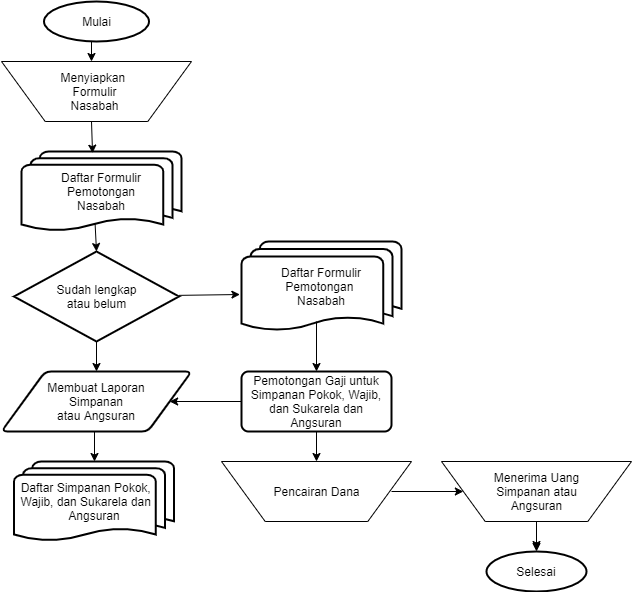 Mulai
Menyiapkan
Formulir
Nasabah
Daftar Formulir
Pemotongan
Nasabah
Sudah lengkap
atau belum
Daftar Formulir
Pemotongan
Nasabah
Membuat Laporan
Simpanan
atau Angsuran
Pemotongan Gaji untuk
Simpanan Pokok, Wajib,
dan Sukarela dan
Angsuran
Daftar Simpanan Pokok,
Wajib, dan Sukarela dan
Angsuran
Pencairan Dana
Menerima Uang
Simpanan atau
Angsuran
Selesai